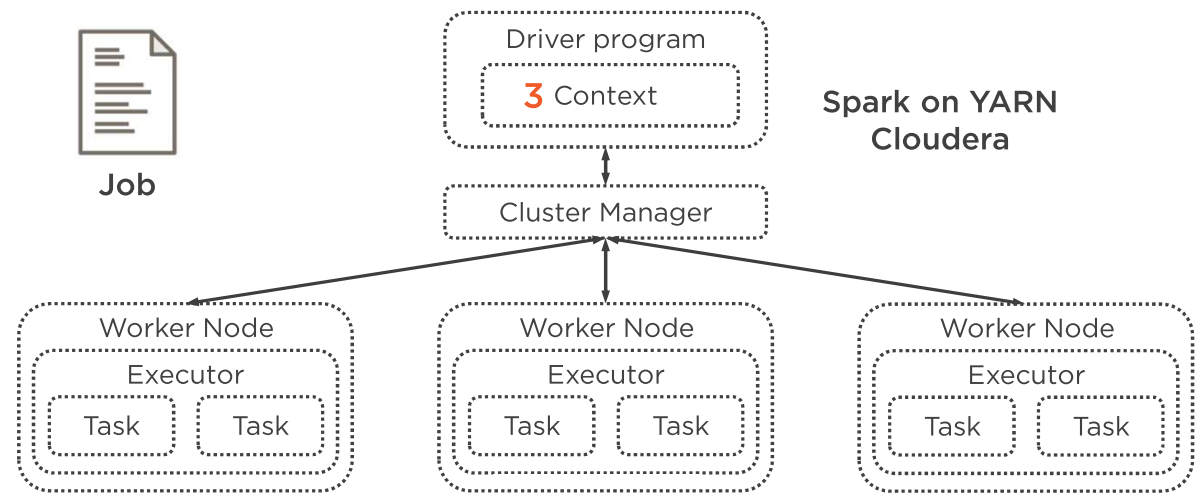 Driver program
3 Context
Spark on YARN
Cloudera
Job
Cluster Manager
Worker Node
Executor
Task Task
Worker Node
Executor
Task Task
Worker Node
Executor
Task Task